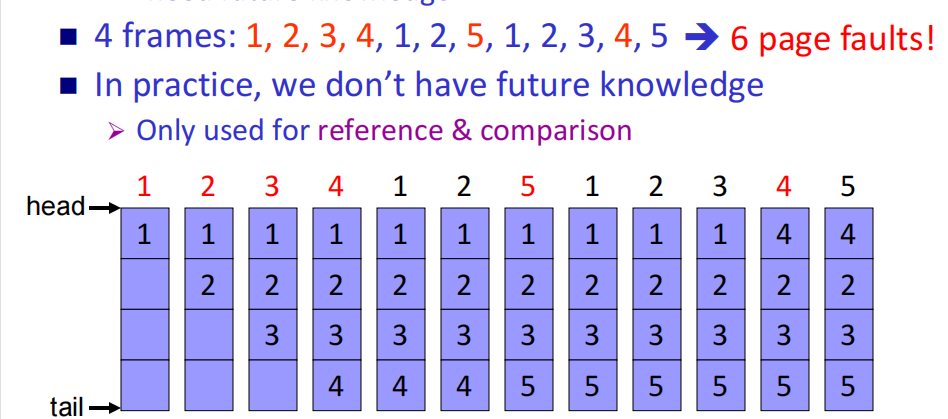 4 frames: 1, 2, 3, 4, 1, 2, 5, 1, 2, 3, 4, 5 ➔ 6 page faults!
In practice, we don't have future knowledge
Only used for reference & comparison
1 2 3 4 1 2 5 1 2 3 4 5
head
1 1 1 1 1 1 1 1 1 1 4 4
2 2 2 2 2 2 2 2 2 2 2
3 3 3 3 3 3 3 3 3 3
4 4 4 5 5 5 5 5 5
tail